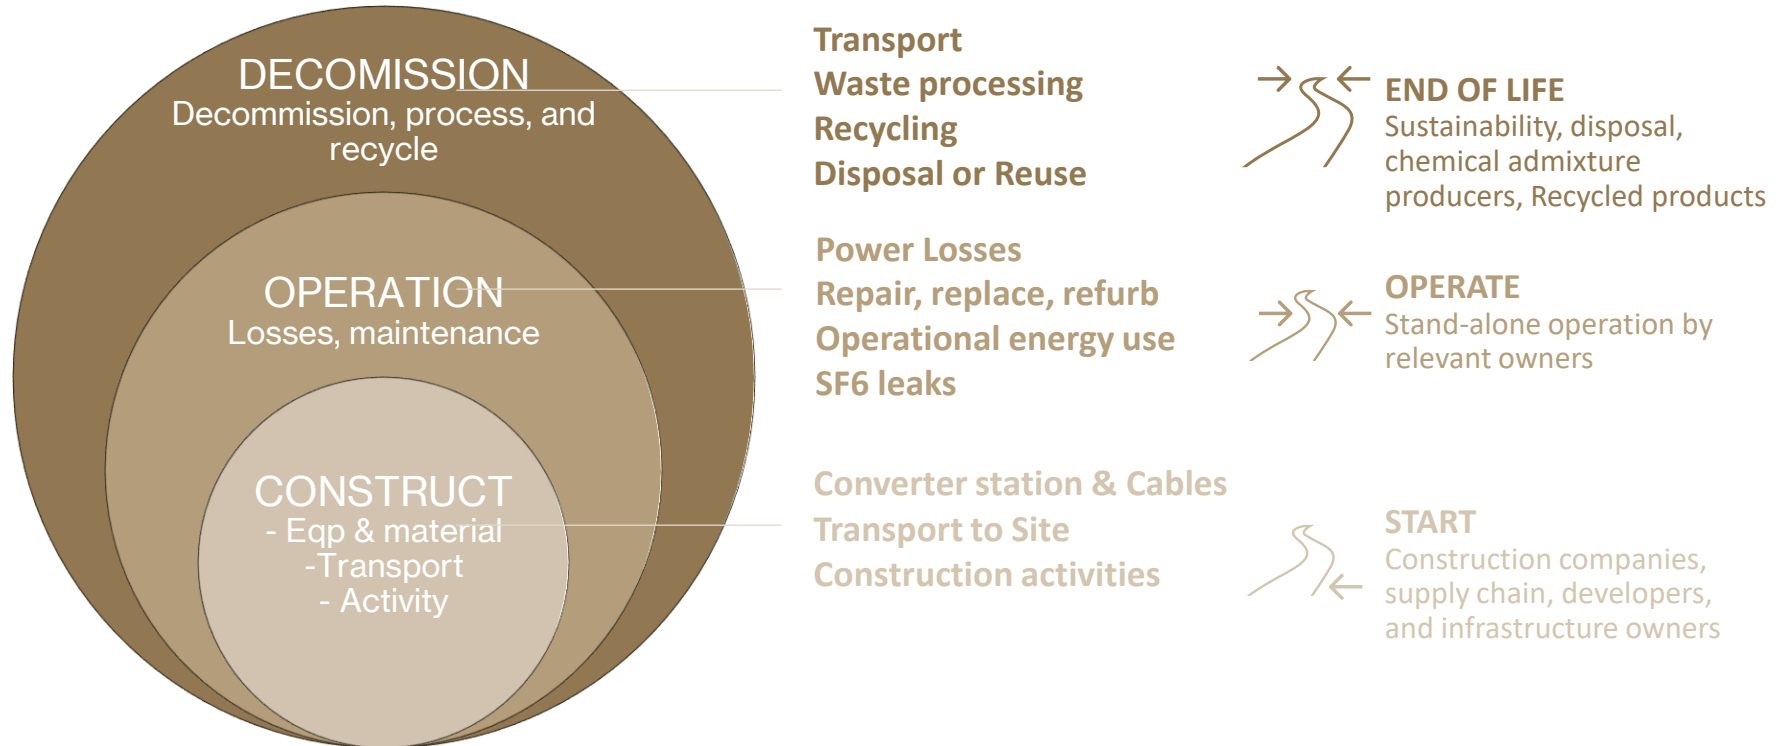 DECOMISSION
Decommission, process, and
recycle
OPERATION
Losses, maintenance
CONSTRUCT
- Eqp & material
-Transport
- Activity
Transport
Waste processing
Recycling
Disposal or Reuse
Power Losses
Repair, replace, refurb
Operational energy use
SF6 leaks
Converter station & Cables
Transport to Site
Construction activities
END OF LIFE
Sustainability, disposal,
chemical admixture
producers, Recycled products
OPERATE
Stand-alone operation by
relevant owners
START
Construction companies,
supply chain, developers,
and infrastructure owners